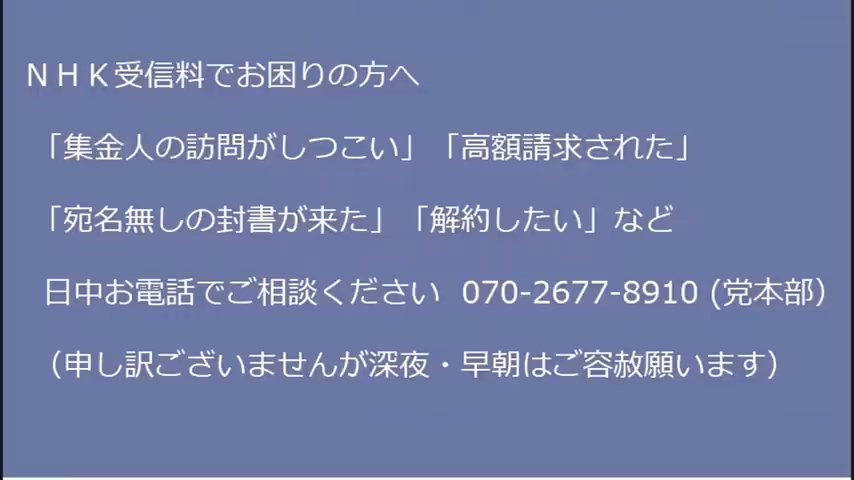 ＮＨＫ受信料でお困りの方へ
「集金人の訪問がしつこい」「高額請求された」
「宛名無しの封書が来た」「解約したい」など
日中お電話でご相談ください 070-2677-8910 (党本部）
（申し訳ございませんが深夜・早朝はご容赦願います）